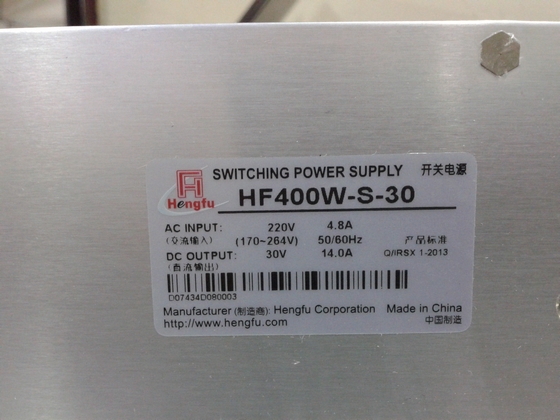 SWITCHING POWER SUPPLY 开关电源
Hengfu
HF400W-S-30
AC INPUT: 220V 4.8A
(交流输入) (170~264V) 50/60Hz 产品标准
DC OUTPUT: 30V 14.0A Q/IRSX 1-2013
(直流输出)
D07434D080003
Manufacturer (制造商): Hengfu Corporation Made in China
http://www.hengfu.com 中国制造